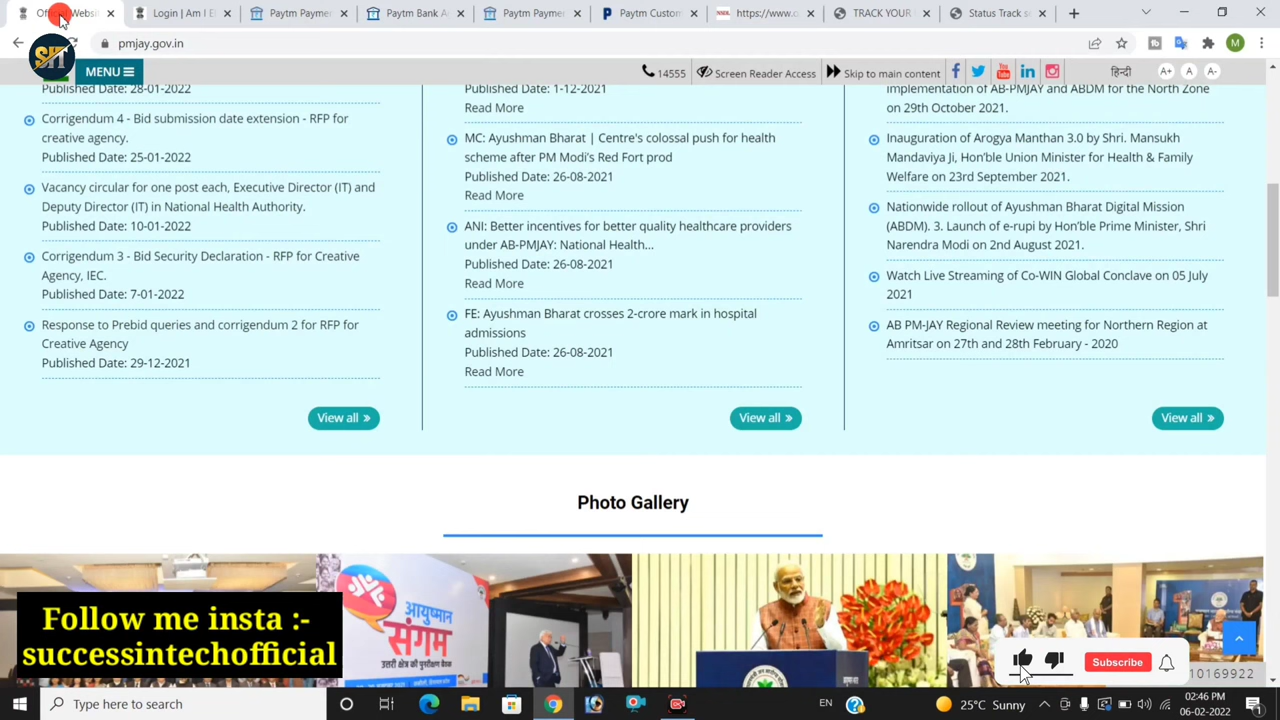 Official Websi
Login | Am I El
Paytm Payme
Paytm Bank A
Paytm Payme
Paytm Custom
https://www.
TRACK YOUR
Status Track s
M
pmjay.gov.in
SIT
MENU
14555
Screen Reader Access
Skip to main content
हिन्दी
A+
A
A-
Published Date: 28-01-2022
Corrigendum 4 - Bid submission date extension - RFP for
creative agency.
Published Date: 25-01-2022
Vacancy circular for one post each, Executive Director (IT) and
Deputy Director (IT) in National Health Authority.
Published Date: 10-01-2022
Corrigendum 3 - Bid Security Declaration - RFP for Creative
Agency, IEC.
Published Date: 7-01-2022
Response to Prebid queries and corrigendum 2 for RFP for
Creative Agency
Published Date: 29-12-2021
View all
Published Date: 1-12-2021
Read More
MC: Ayushman Bharat | Centre's colossal push for health
scheme after PM Modi's Red Fort prod
Published Date: 26-08-2021
Read More
ANI: Better incentives for better quality healthcare providers
under AB-PMJAY: National Health...
Published Date: 26-08-2021
Read More
FE: Ayushman Bharat crosses 2-crore mark in hospital
admissions
Published Date: 26-08-2021
Read More
View all
implementation of AB-PMJAY and ABDM for the North Zone
on 29th October 2021.
Inauguration of Arogya Manthan 3.0 by Shri. Mansukh
Mandaviya Ji, Hon'ble Union Minister for Health & Family
Welfare on 23rd September 2021.
Nationwide rollout of Ayushman Bharat Digital Mission
(ABDM). 3. Launch of e-rupi by Hon'ble Prime Minister, Shri
Narendra Modi on 2nd August 2021.
Watch Live Streaming of Co-WIN Global Conclave on 05 July
2021
AB PM-JAY Regional Review meeting for Northern Region at
Amritsar on 27th and 28th February - 2020
View all
Photo Gallery
आयुष्मान
संगम
Follow me insta :-
successintechofficial
Subscribe
10169922
Type here to search
EN
25°C Sunny
02:46 PM
06-02-2022